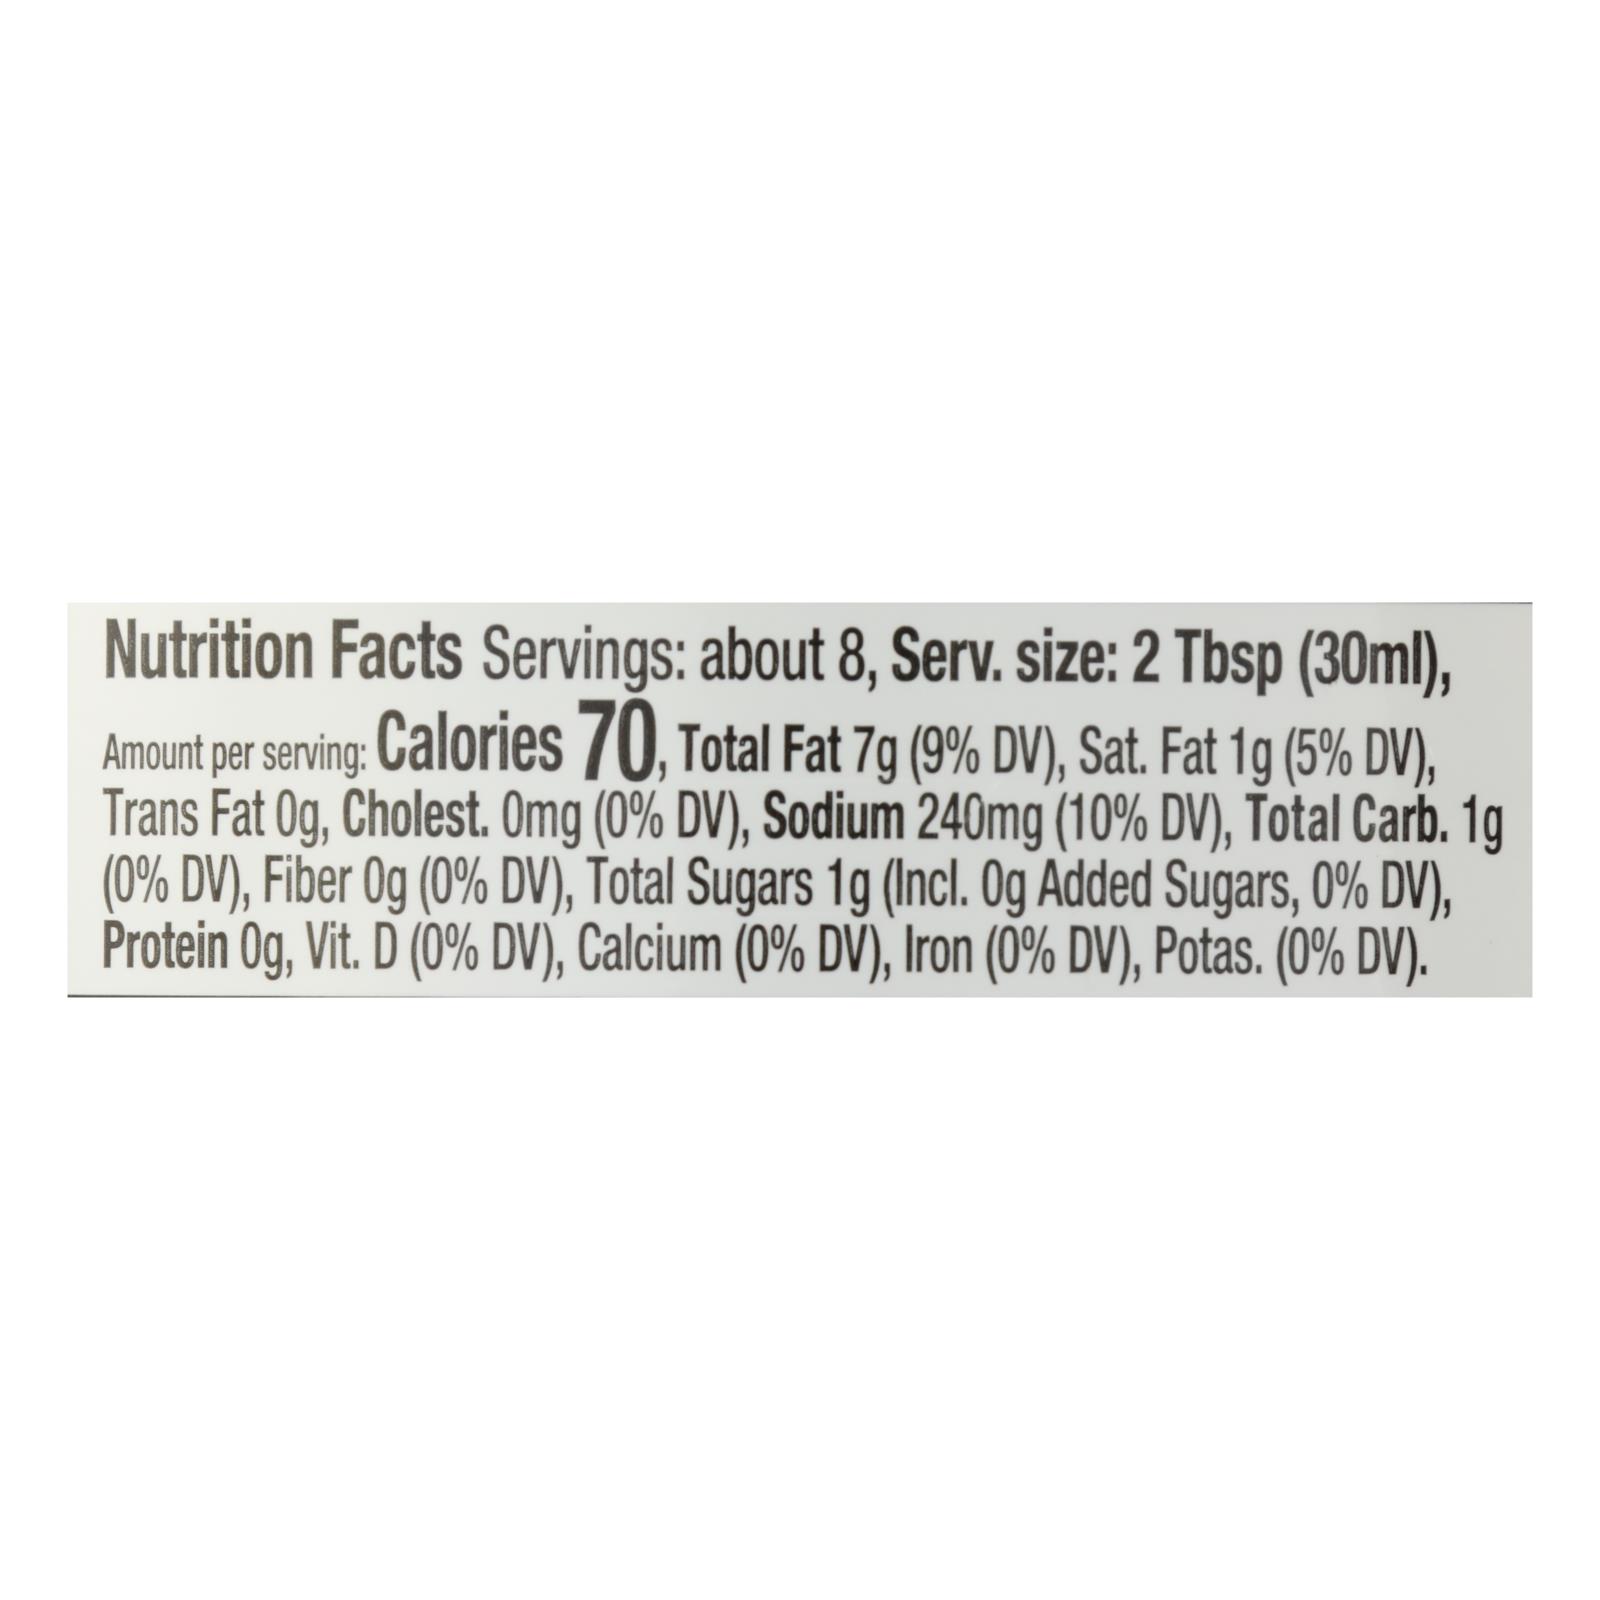 Nutrition Facts Servings: about 8, Serv. size: 2 Tbsp (30ml),
Amount per serving: Calories 70, Total Fat 7g (9% DV), Sat. Fat 1g (5% DV),
Trans Fat 0g, Cholest. 0mg (0% DV), Sodium 240mg (10% DV), Total Carb. 1g
(0% DV), Fiber 0g (0% DV), Total Sugars 1g (Incl. 0g Added Sugars, 0% DV),
Protein 0g, Vit. D (0% DV), Calcium (0% DV), Iron (0% DV), Potas. (0% DV).